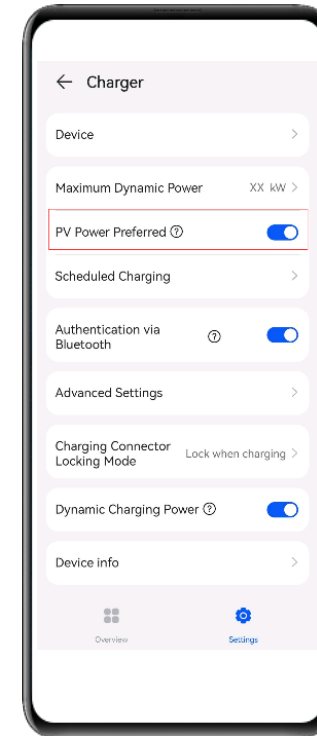 Charger
Device
Maximum Dynamic Power XX kW
PV Power Preferred
Scheduled Charging
Authentication via
Bluetooth
Advanced Settings
Charging Connector
Locking Mode Lock when charging
Dynamic Charging Power
Device info
Overview Settings